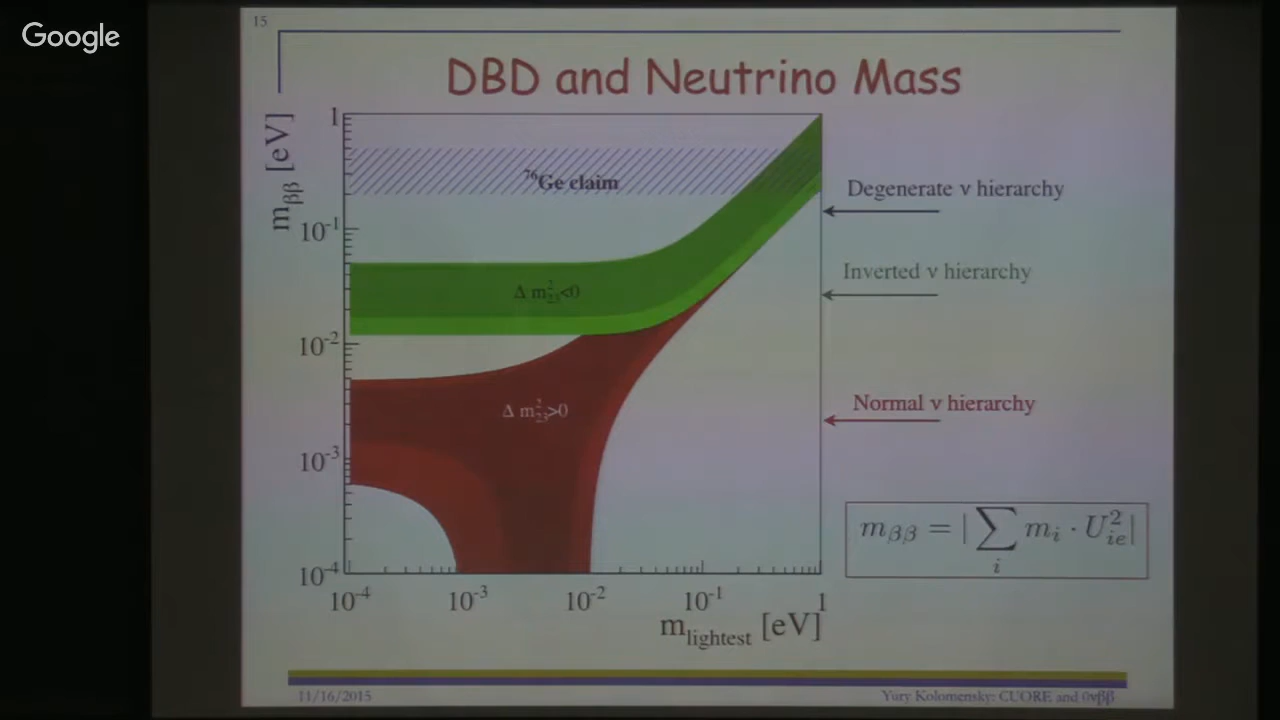 Google
15
DBD and Neutrino Mass
m_ββ [eV]
1
10⁻¹
10⁻²
10⁻³
10⁻⁴
⁷⁶Ge claim
Δ m²₂₃<0
Δ m²₂₃>0
Degenerate ν hierarchy
Inverted ν hierarchy
Normal ν hierarchy
m_ββ = | ∑_i m_i · U²_ie |
10⁻⁴ 10⁻³ 10⁻² 10⁻¹ 1
m_lightest [eV]
11/16/2015
Yury Kolomensky: CUORE and 0νββ